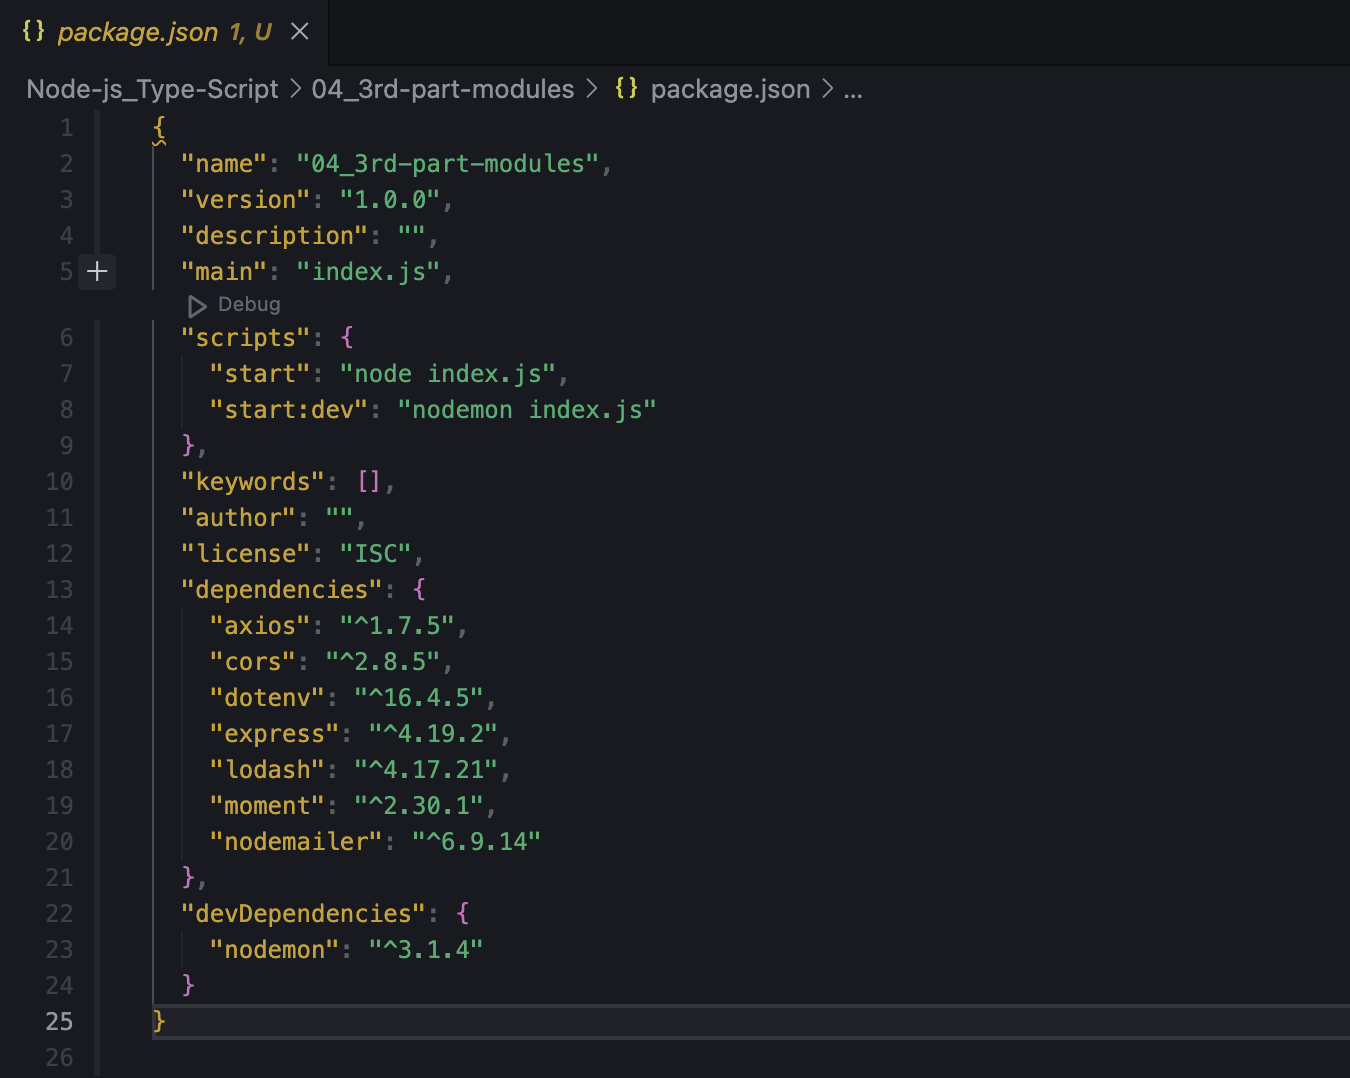 {} package.json 1, U ×
Node-js_Type-Script > 04_3rd-part-modules > {} package.json > ...
1 {
2 "name": "04_3rd-part-modules",
3 "version": "1.0.0",
4 "description": "",
5 + "main": "index.js",
Debug
6 "scripts": {
7 "start": "node index.js",
8 "start:dev": "nodemon index.js"
9 },
10 "keywords": [],
11 "author": "",
12 "license": "ISC",
13 "dependencies": {
14 "axios": "^1.7.5",
15 "cors": "^2.8.5",
16 "dotenv": "^16.4.5",
17 "express": "^4.19.2",
18 "lodash": "^4.17.21",
19 "moment": "^2.30.1",
20 "nodemailer": "^6.9.14"
21 },
22 "devDependencies": {
23 "nodemon": "^3.1.4"
24 }
25 }
26